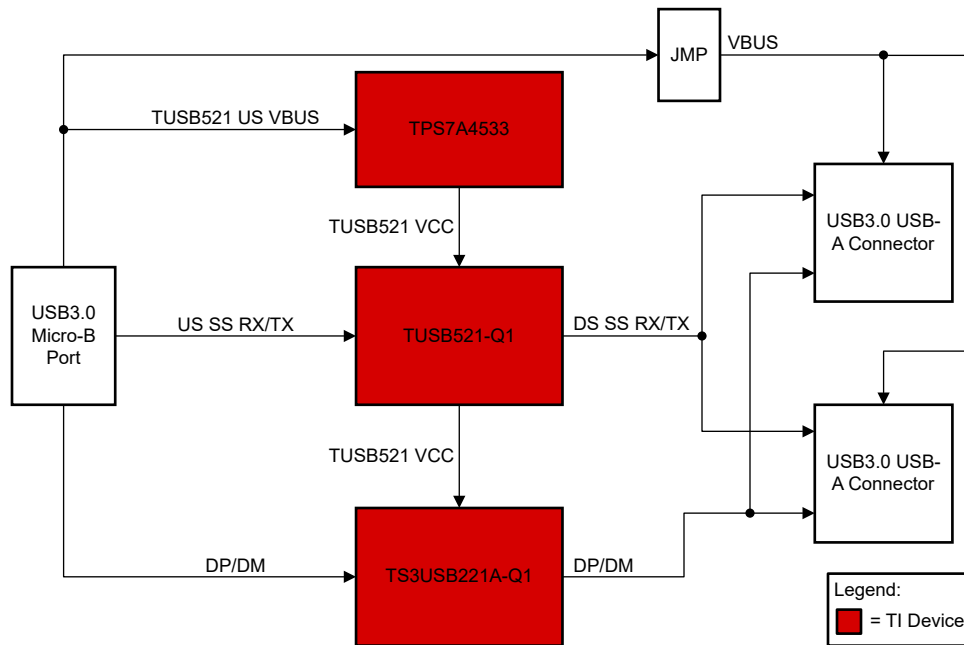 JMP
VBUS
TUSB521 US VBUS
TPS7A4533
TUSB521 VCC
USB3.0 USB-
A Connector
USB3.0
Micro-B
Port
US SS RX/TX
TUSB521-Q1
DS SS RX/TX
TUSB521 VCC
USB3.0 USB-
A Connector
DP/DM
TS3USB221A-Q1
DP/DM
Legend:
= TI Device